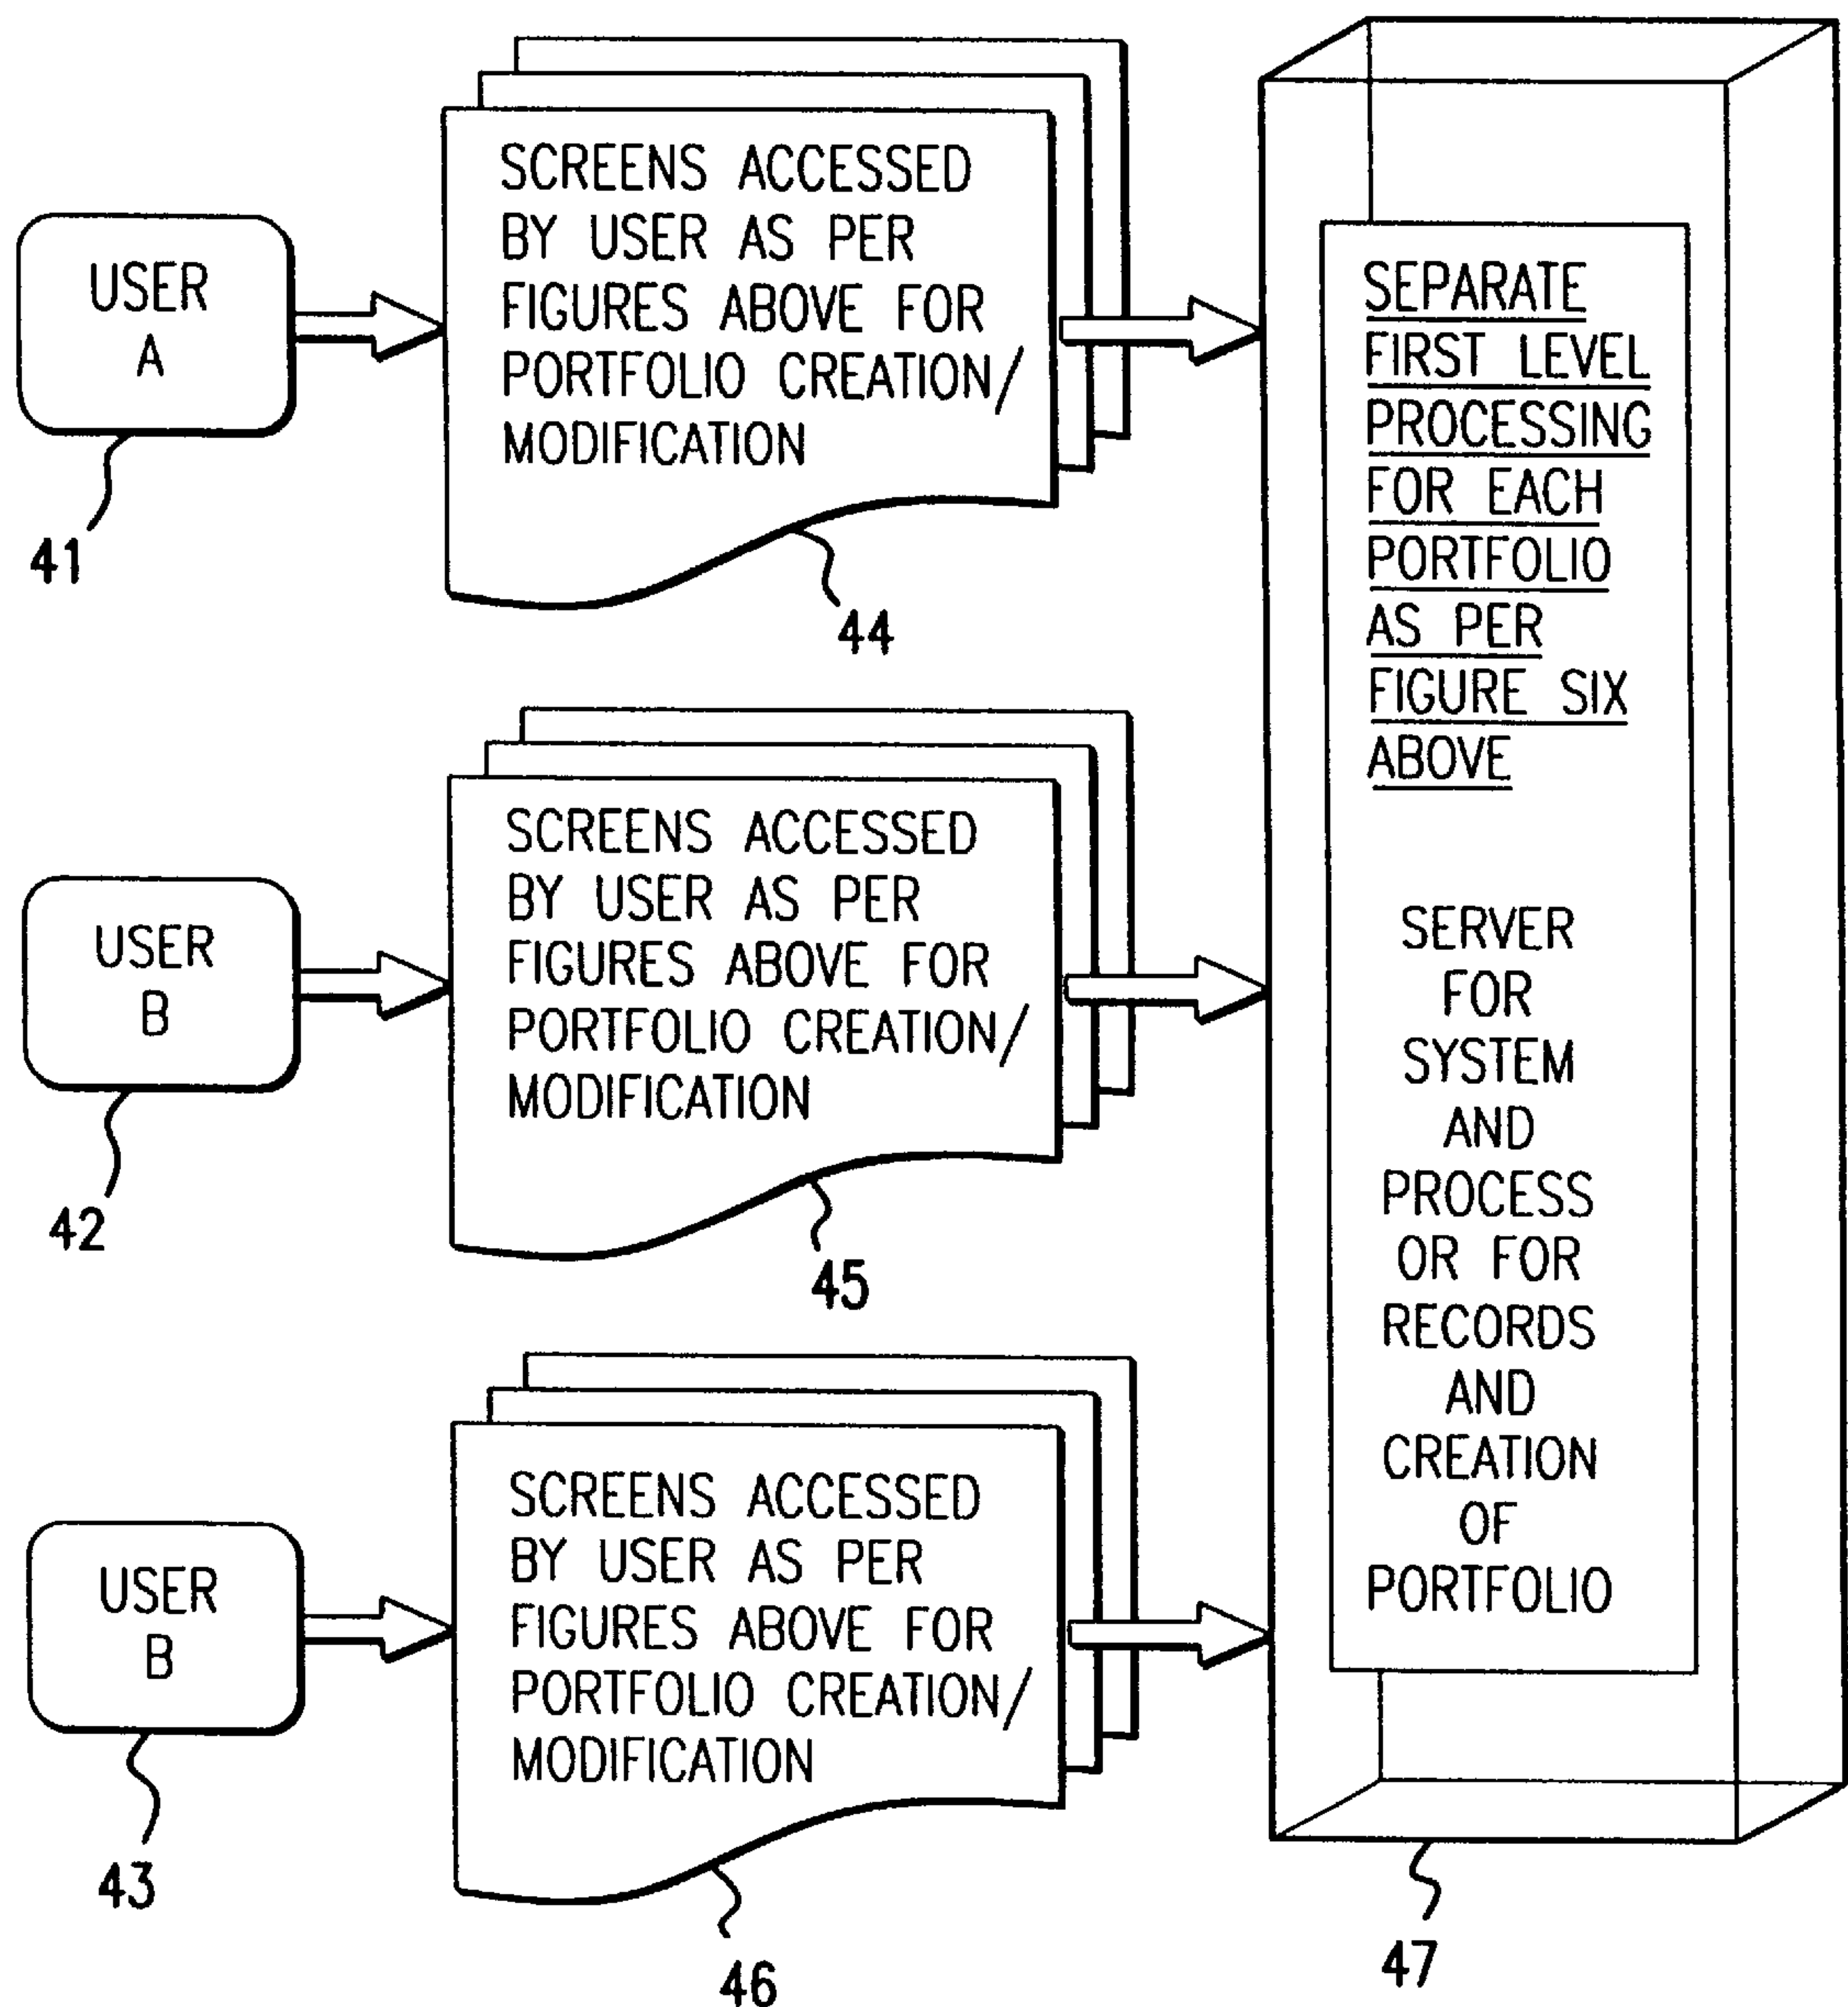 USER
A
41
SCREENS ACCESSED
BY USER AS PER
FIGURES ABOVE FOR
PORTFOLIO CREATION/
MODIFICATION
44
USER
B
42
SCREENS ACCESSED
BY USER AS PER
FIGURES ABOVE FOR
PORTFOLIO CREATION/
MODIFICATION
45
USER
B
43
SCREENS ACCESSED
BY USER AS PER
FIGURES ABOVE FOR
PORTFOLIO CREATION/
MODIFICATION
46
SEPARATE
FIRST LEVEL
PROCESSING
FOR EACH
PORTFOLIO
AS PER
FIGURE SIX
ABOVE
SERVER
FOR
SYSTEM
AND
PROCESS
OR FOR
RECORDS
AND
CREATION
OF
PORTFOLIO
47